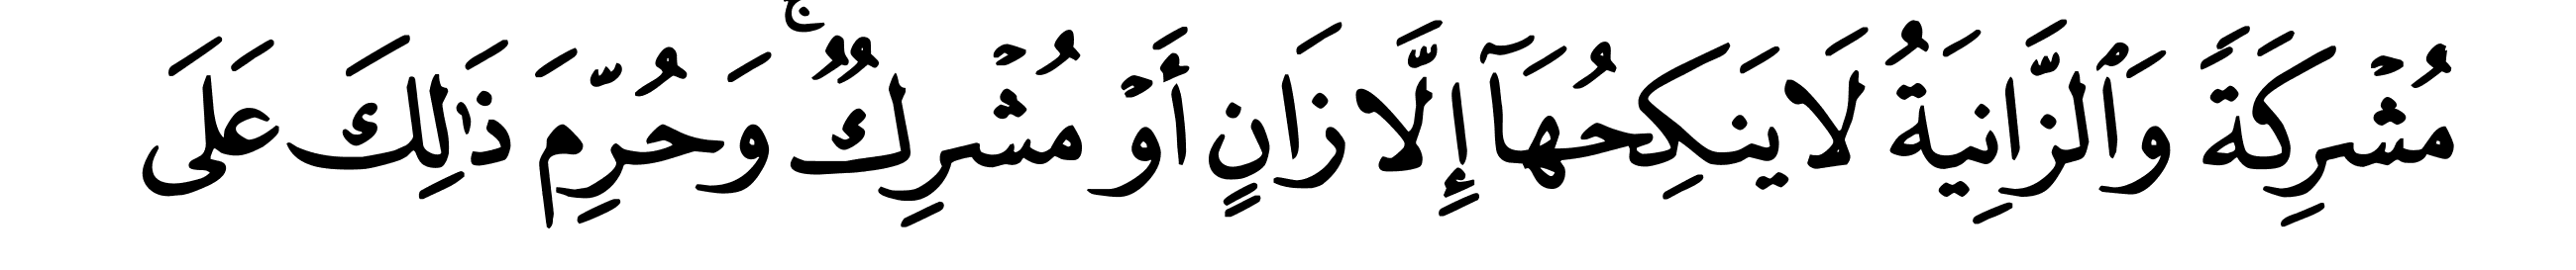 مُشۡرِكَةً وَٱلزَّانِيَةُ لَا يَنكِحُهَآ إِلَّا زَانٍ أَوۡ مُشۡرِكٌۚ وَحُرِّمَ ذَٰلِكَ عَلَى